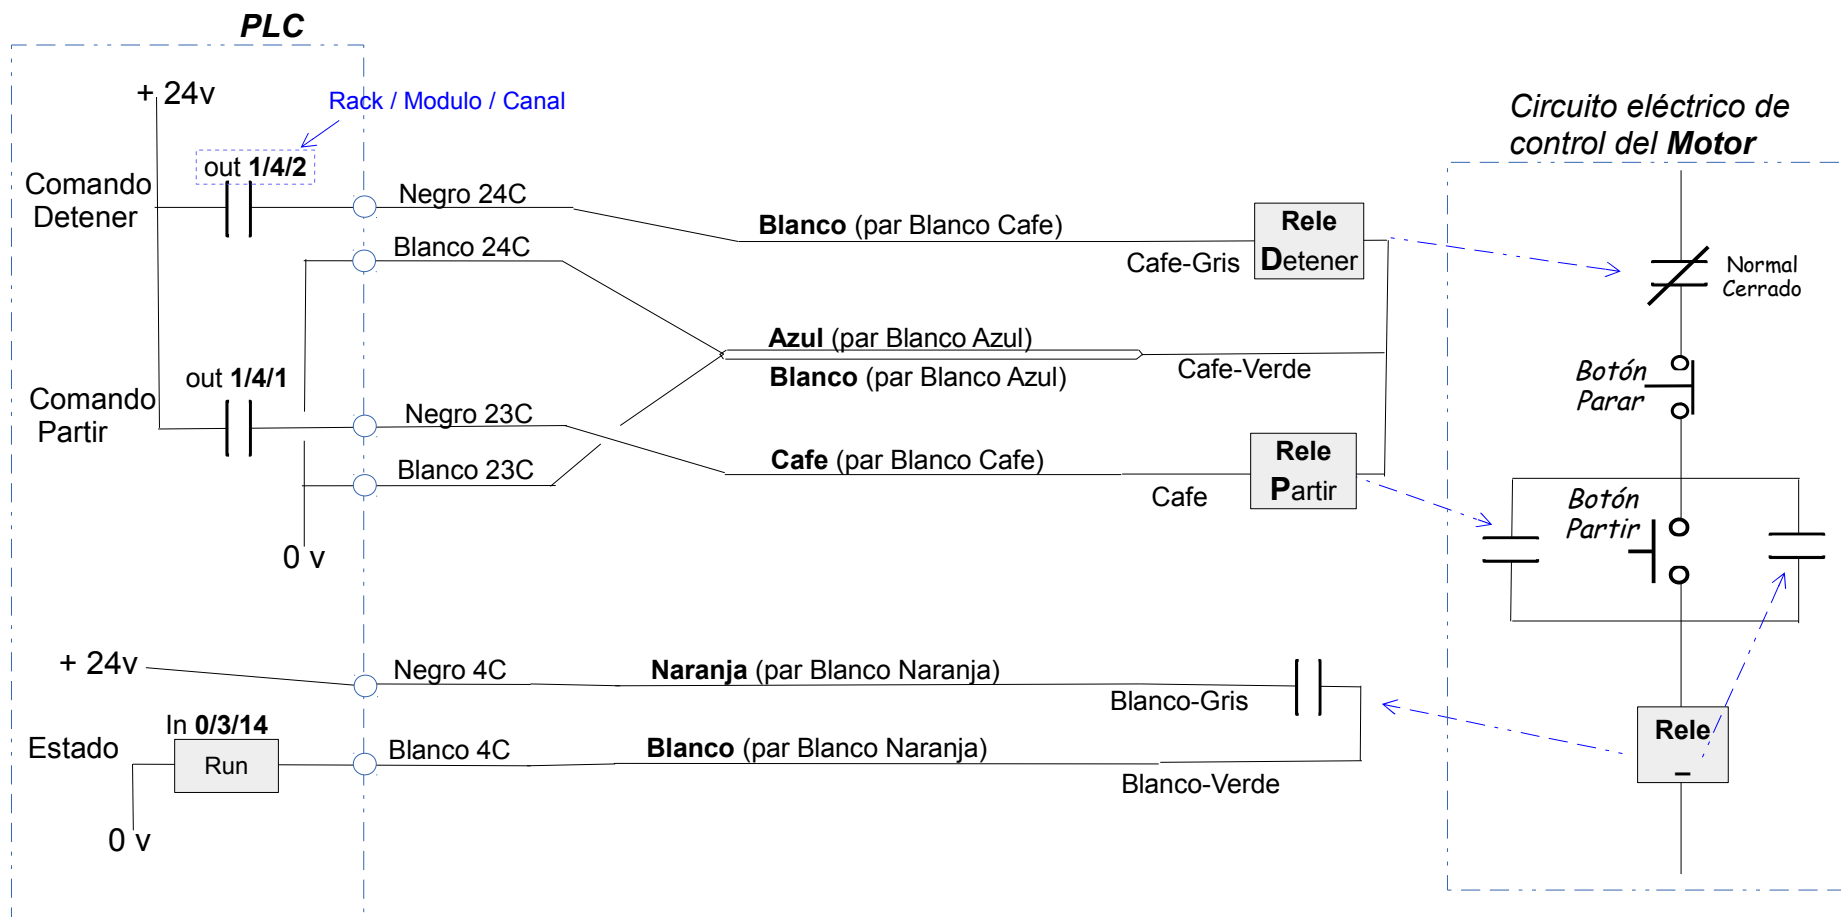 PLC
+ 24v
Rack / Modulo / Canal
out 1/4/2
Comando
Detener
Negro 24C
Blanco (par Blanco Cafe)
Cafe-Gris
Rele
Detener
Blanco 24C
Azul (par Blanco Azul)
Blanco (par Blanco Azul)
Cafe-Verde
out 1/4/1
Comando
Partir
Negro 23C
Blanco 23C
Cafe (par Blanco Cafe)
Cafe
Rele
Partir
0 v
+ 24v
Negro 4C
Naranja (par Blanco Naranja)
Blanco-Gris
In 0/3/14
Estado
Run
Blanco 4C
Blanco (par Blanco Naranja)
Blanco-Verde
0 v
Circuito eléctrico de
control del Motor
Normal
Cerrado
Botón
Parar
Botón
Partir
Rele
_